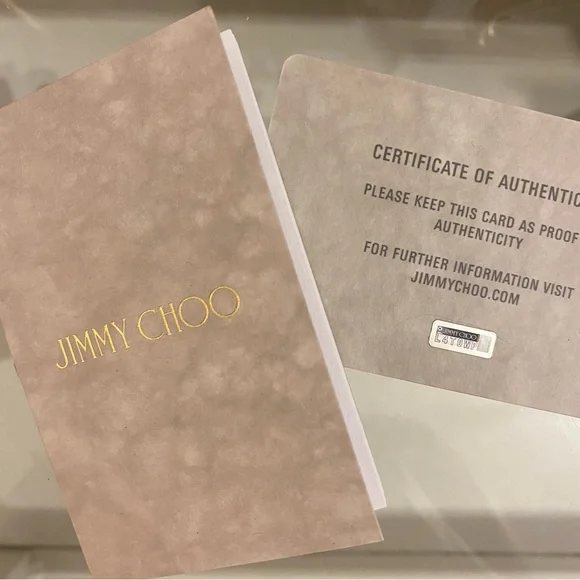 JIMMY CHOO
CERTIFICATE OF AUTHENTIC
PLEASE KEEP THIS CARD AS PROOF
AUTHENTICITY
FOR FURTHER INFORMATION VISIT
JIMMYCHOO.COM
JIMMY CHOO